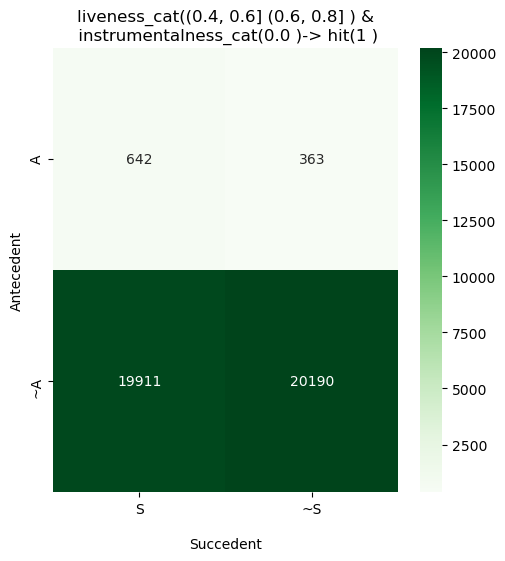 liveness_cat((0.4, 0.6] (0.6, 0.8] ) &
instrumentalness_cat(0.0 )-> hit(1 )
20000
17500
15000
12500
10000
7500
5000
2500
A
642
363
Antecedent
~A
19911
20190
S
~S
Succedent